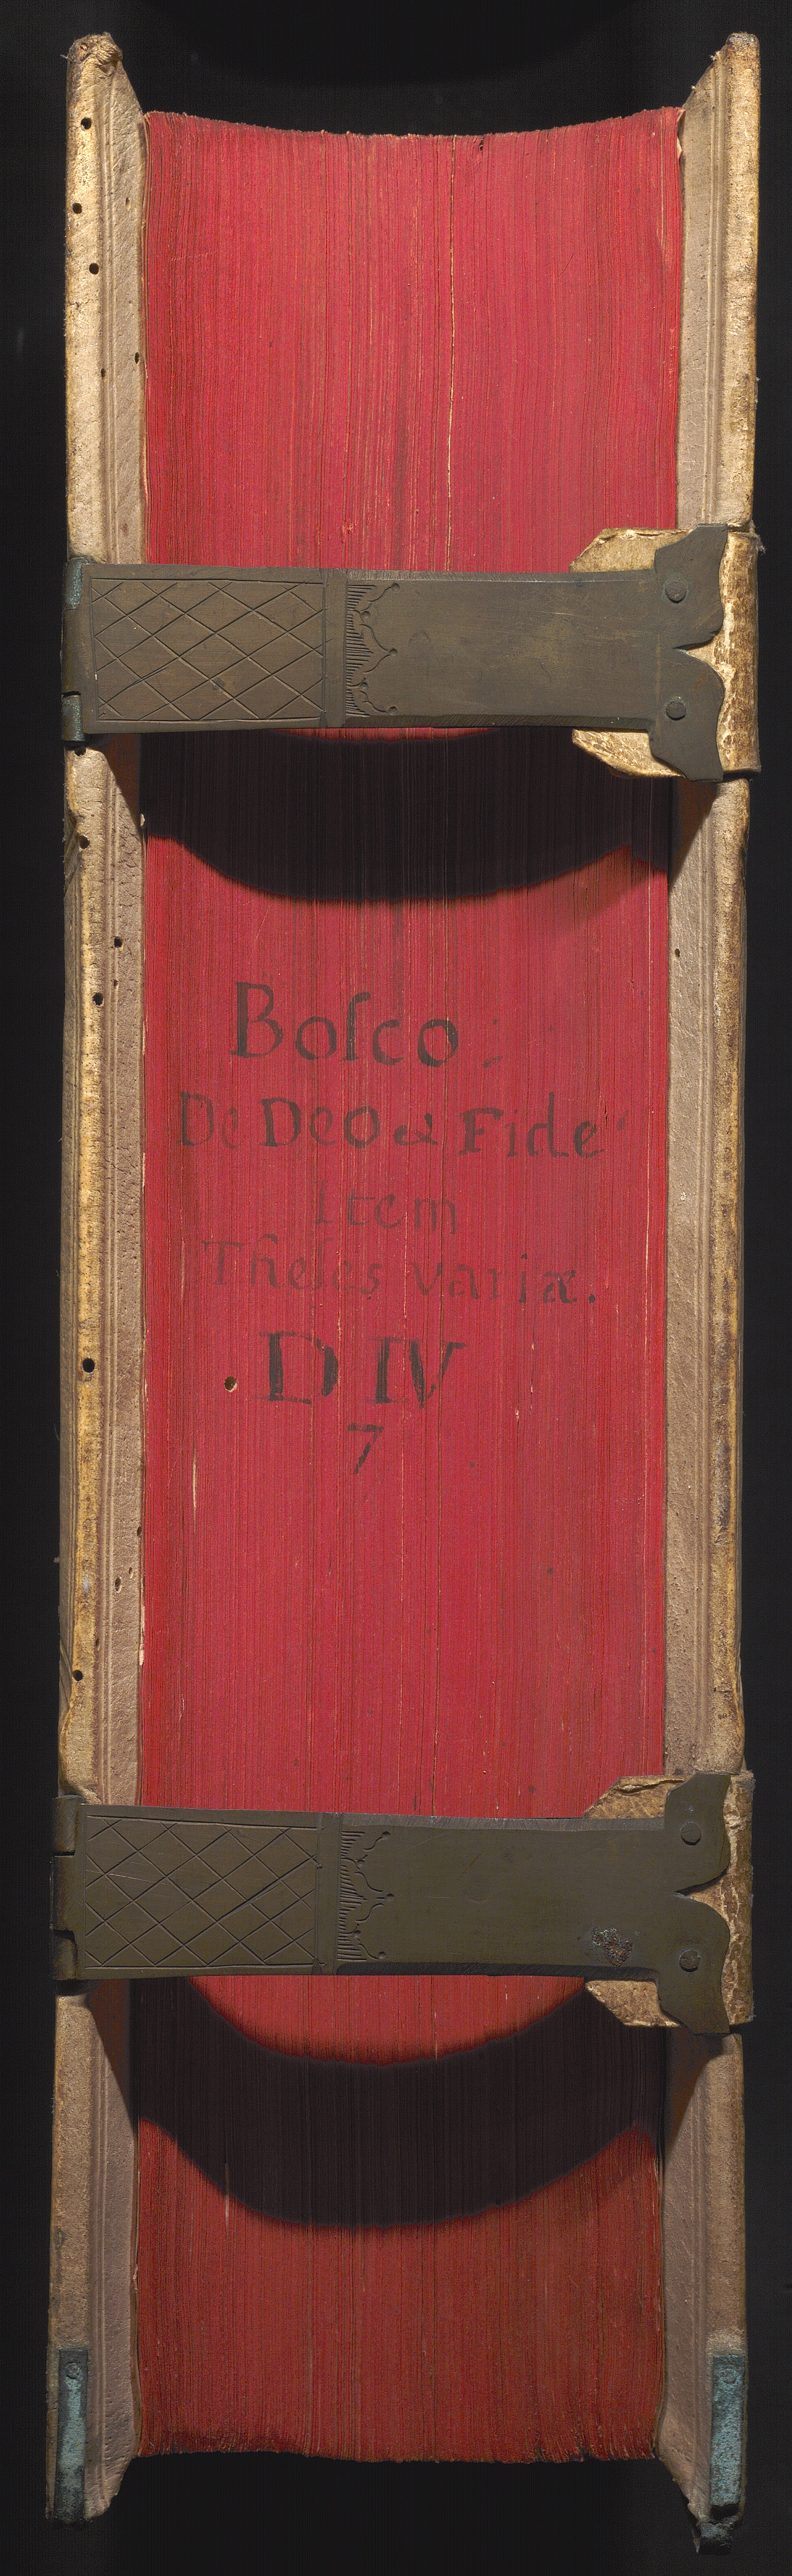 Boſco:
De Deo & Fide
Item
Theſes variæ.
D IV
7